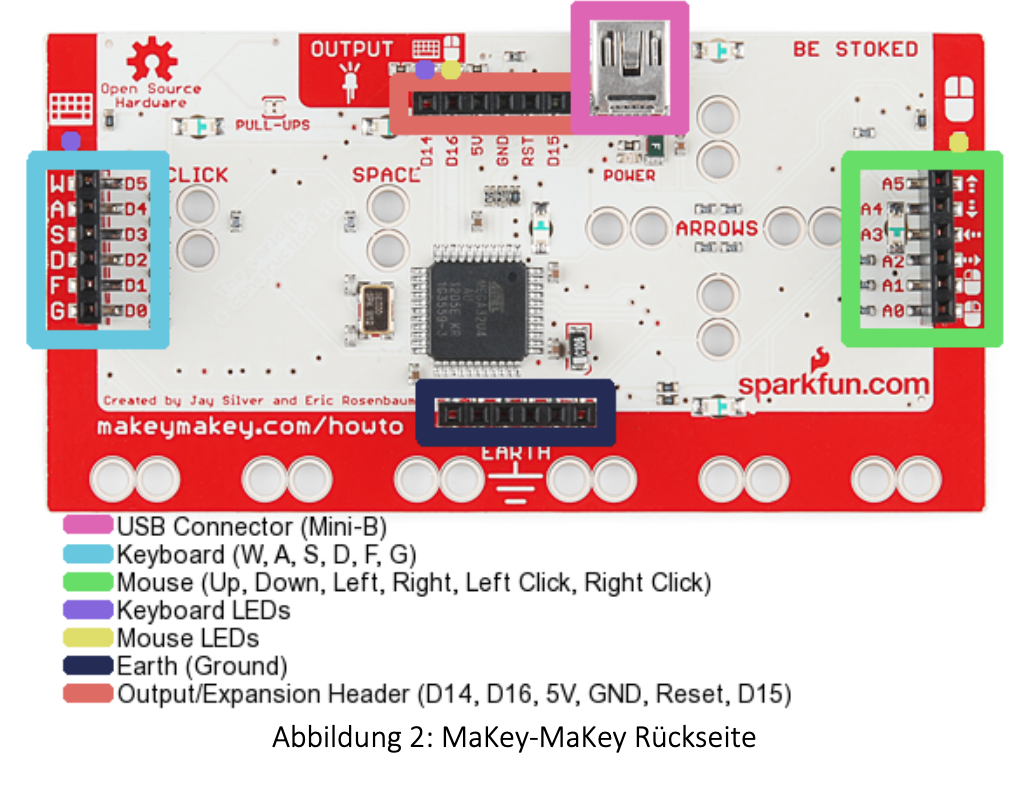 OUTPUT
BE STOKED
Open Source
Hardware
PULL-UPS
D14
D16
5V
GND
RST
D15
POWER
CLICK
SPACE
ARROWS
W D5
A D4
S D3
D D2
F D1
G D0
A5
A4
A3
A2
A1
A0
MEGA32U4
sparkfun.com
Created by Jay Silver and Eric Rosenbaum
makeymakey.com/howto
EARTH
USB Connector (Mini-B)
Keyboard (W, A, S, D, F, G)
Mouse (Up, Down, Left, Right, Left Click, Right Click)
Keyboard LEDs
Mouse LEDs
Earth (Ground)
Output/Expansion Header (D14, D16, 5V, GND, Reset, D15)
Abbildung 2: MaKey-MaKey Rückseite